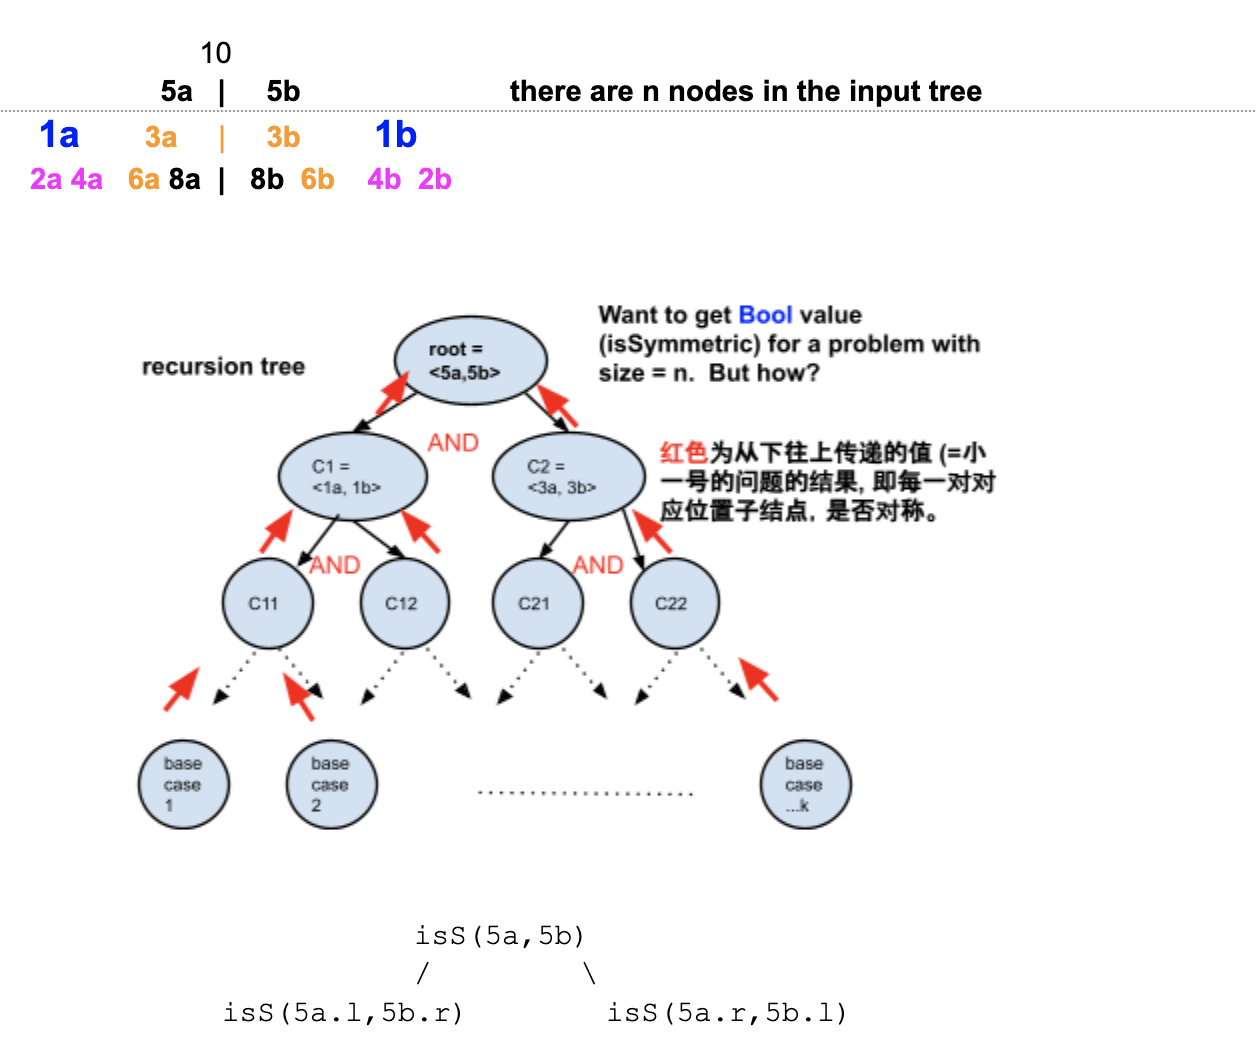 10
5a | 5b there are n nodes in the input tree
1a 3a | 3b 1b
2a 4a 6a 8a | 8b 6b 4b 2b
recursion tree
root =
<5a,5b>
Want to get Bool value
(isSymmetric) for a problem with
size = n. But how?
AND
C1 =
<1a, 1b>
C2 =
<3a, 3b>
红色为从下往上传递的值 (=小
一号的问题的结果, 即每一对对
应位置子结点, 是否对称。
AND
AND
C11
C12
C21
C22
base
case
1
base
case
2
base
case
...k
isS(5a,5b)
/ \
isS(5a.l,5b.r) isS(5a.r,5b.l)